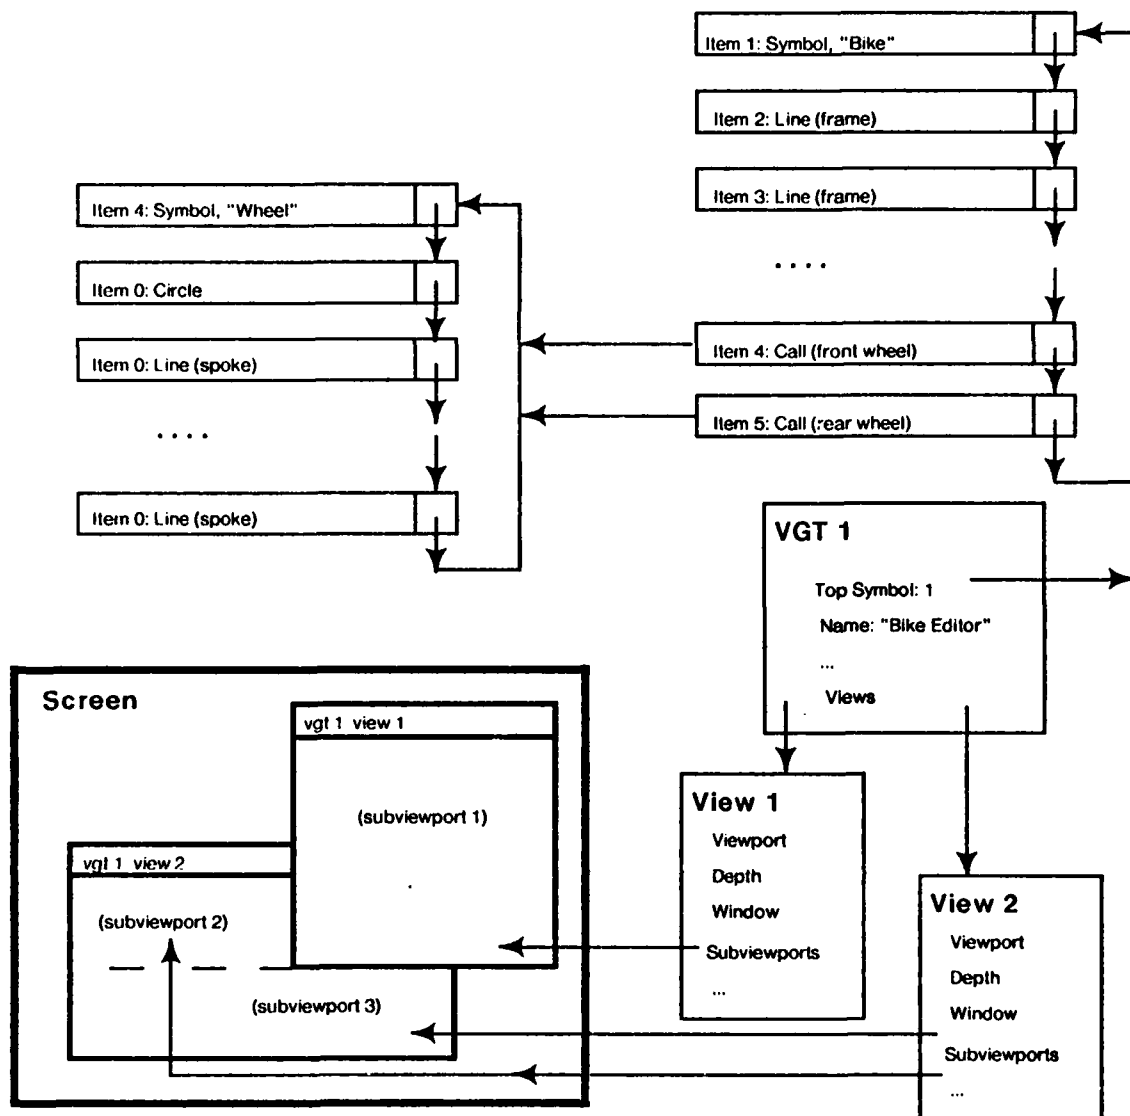 Item 1: Symbol, "Bike"
Item 2: Line (frame)
Item 3: Line (frame)
. . . .
Item 4: Call (front wheel)
Item 5: Call (rear wheel)
Item 4: Symbol, "Wheel"
Item 0: Circle
Item 0: Line (spoke)
. . . .
Item 0: Line (spoke)
VGT 1
Top Symbol: 1
Name: "Bike Editor"
...
Views
Screen
vgt 1 view 1
(subviewport 1)
vgt 1 view 2
(subviewport 2)
(subviewport 3)
View 1
Viewport
Depth
Window
Subviewports
...
View 2
Viewport
Depth
Window
Subviewports
...